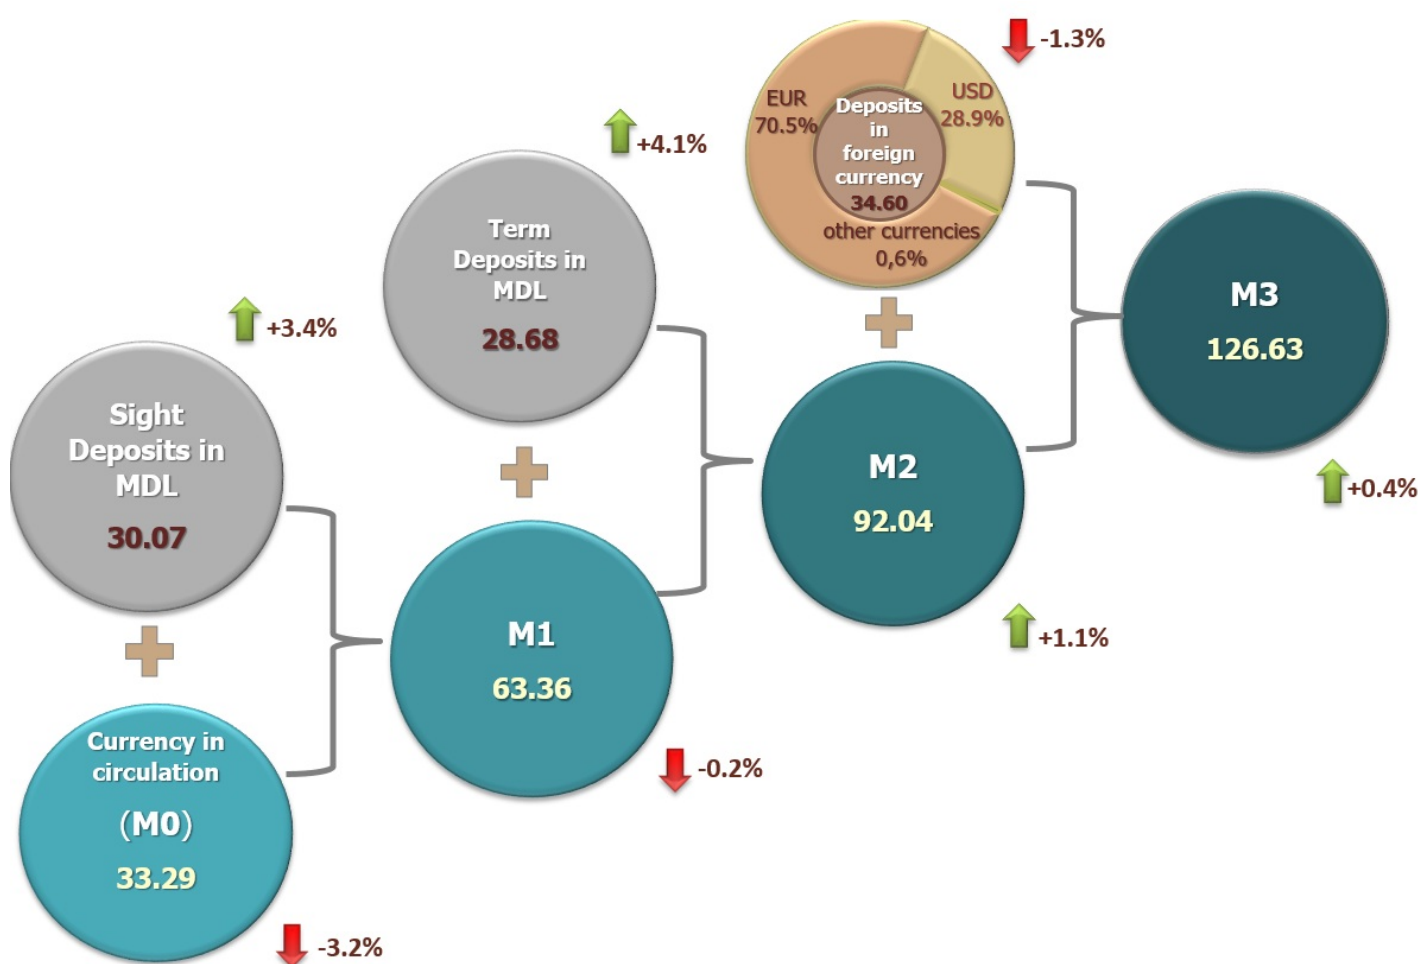 Sight
Deposits in
MDL
30.07
+3.4%
Currency in
circulation
(M0)
33.29
-3.2%
Term
Deposits in
MDL
28.68
+4.1%
M1
63.36
-0.2%
EUR
70.5%
USD
28.9%
Deposits
in
foreign
currency
34.60
other currencies
0,6%
-1.3%
M2
92.04
+1.1%
M3
126.63
+0.4%